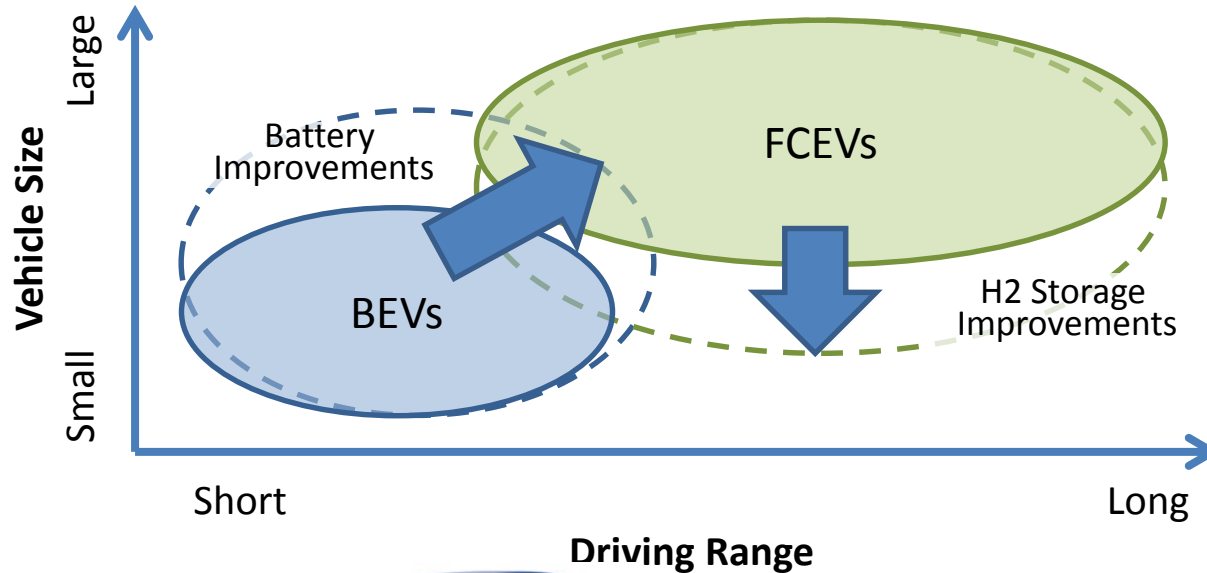 Large
Vehicle Size
Small
Battery
Improvements
FCEVs
BEVs
H2 Storage
Improvements
Short
Long
Driving Range